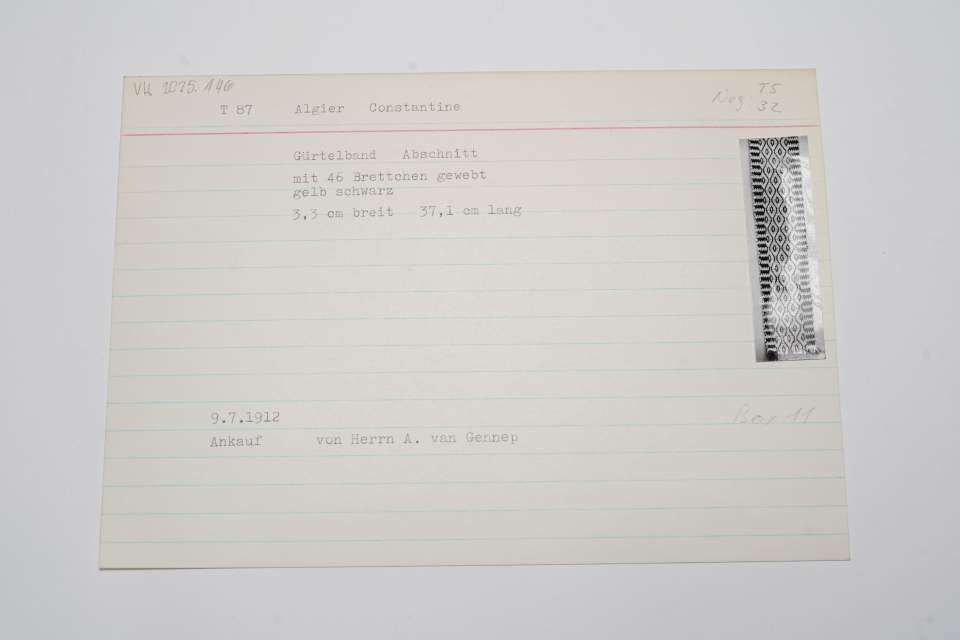 VK 1025.146
T 87 Algier Constantine
Neg: T5
32
Gürtelband Abschnitt
mit 46 Brettchen gewebt
gelb schwarz
3,3 cm breit 37,1 cm lang
9.7.1912
Ankauf von Herrn A. van Gennep
Box 11